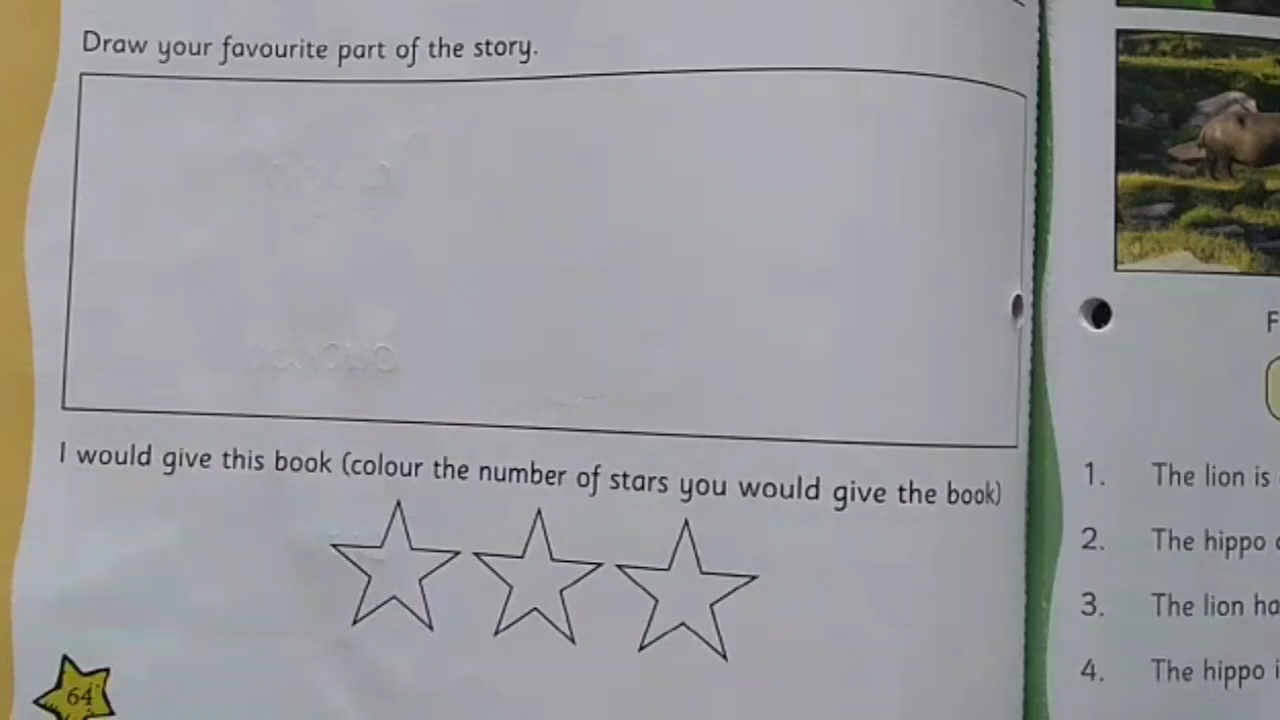 Draw your favourite part of the story.
I would give this book (colour the number of stars you would give the book)
64
F
1. The lion is
2. The hippo
3. The lion ha
4. The hippo i